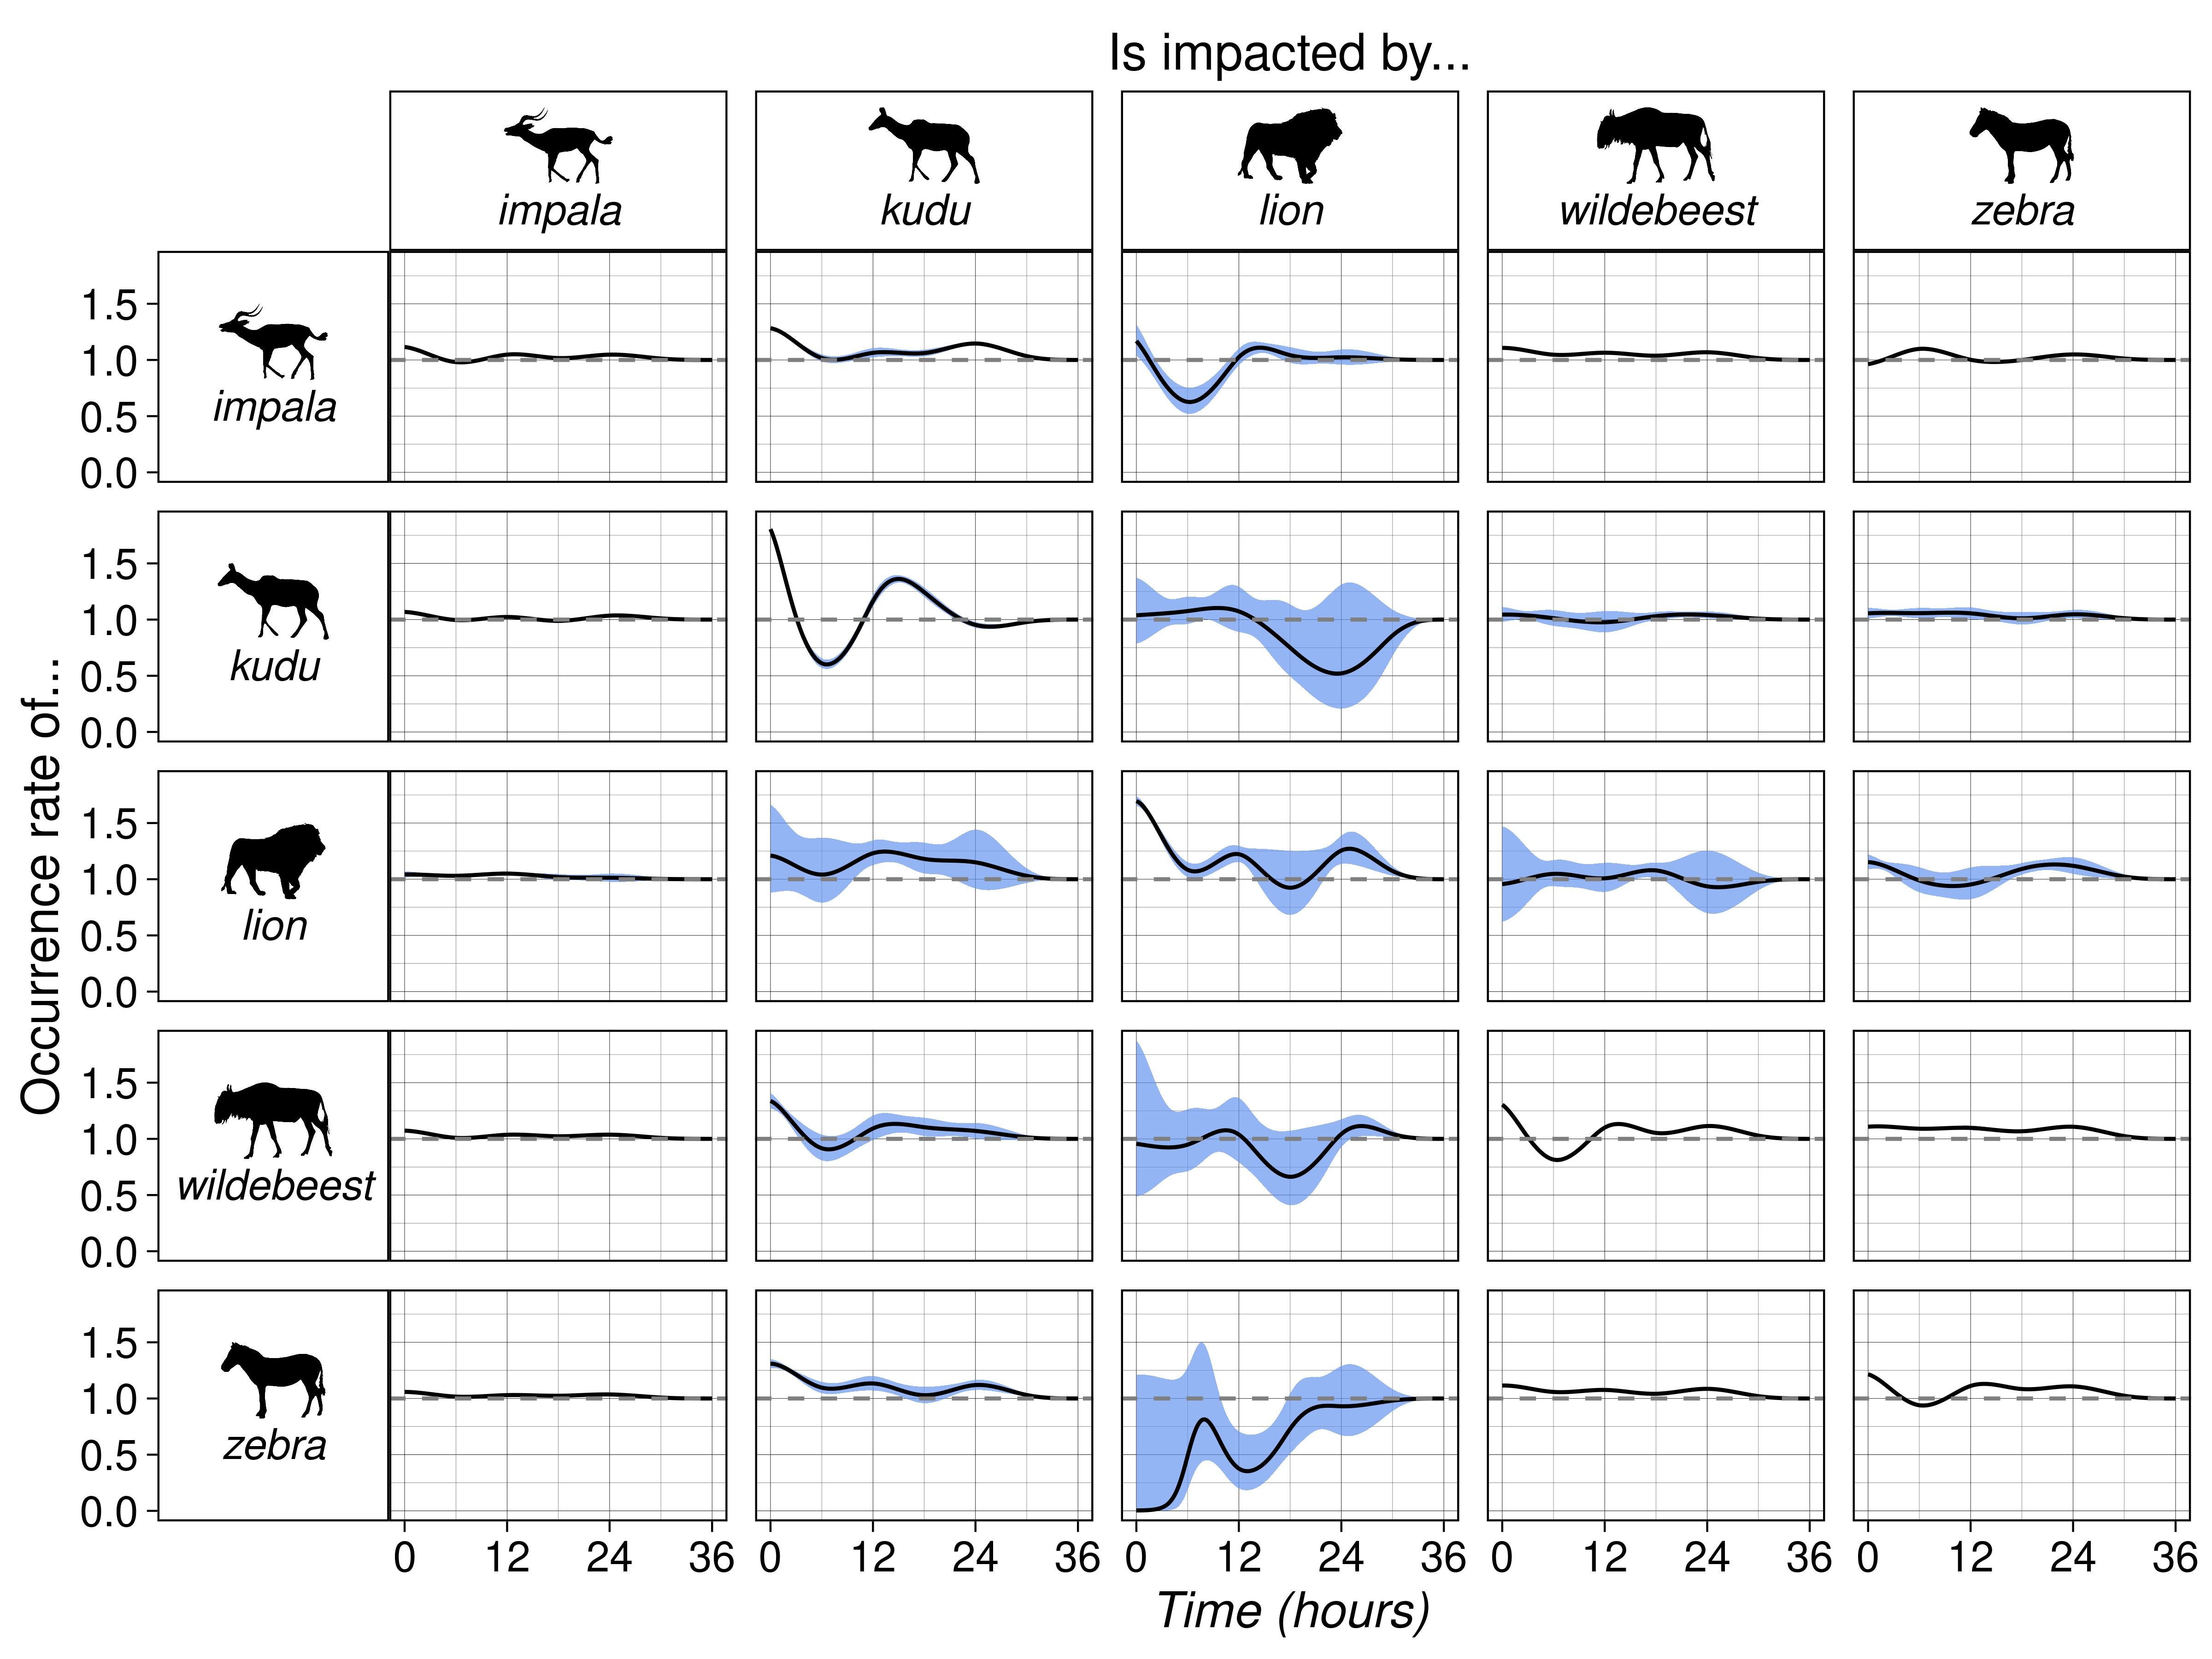 Is impacted by...
impala kudu lion wildebeest zebra
Occurrence rate of...
1.5
1.0
0.5
0.0
impala
1.5
1.0
0.5
0.0
kudu
1.5
1.0
0.5
0.0
lion
1.5
1.0
0.5
0.0
wildebeest
1.5
1.0
0.5
0.0
zebra
0 12 24 36 0 12 24 36 0 12 24 36 0 12 24 36 0 12 24 36
Time (hours)